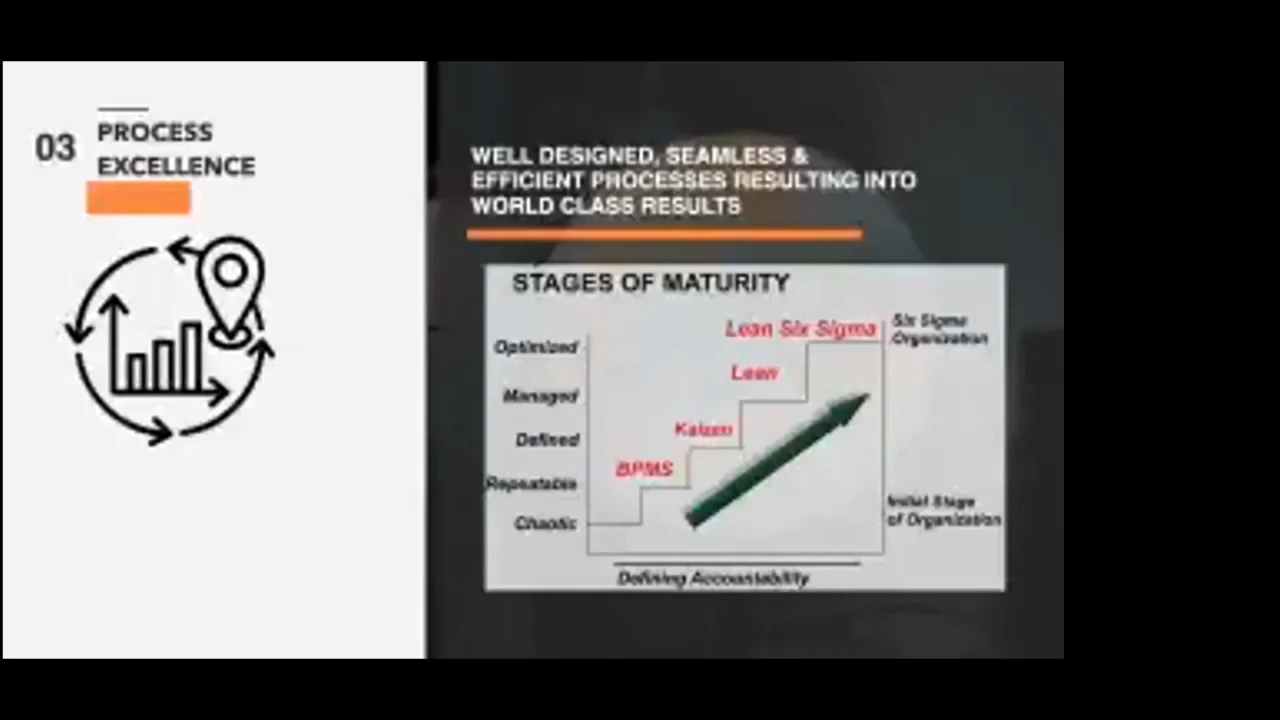 03
PROCESS
EXCELLENCE
WELL DESIGNED, SEAMLESS &
EFFICIENT PROCESSES RESULTING INTO
WORLD CLASS RESULTS
STAGES OF MATURITY
Lean Six Sigma
Six Sigma
Organization
Optimized
Lean
Managed
Kaizen
Defined
BPMS
Repeatable
Chaotic
Initial Stage
of Organization
Defining Accountability